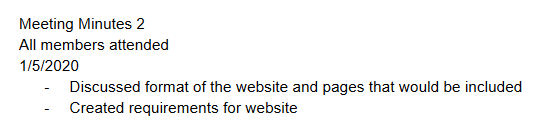 Meeting Minutes 2
All members attended
1/5/2020
- Discussed format of the website and pages that would be included
- Created requirements for website